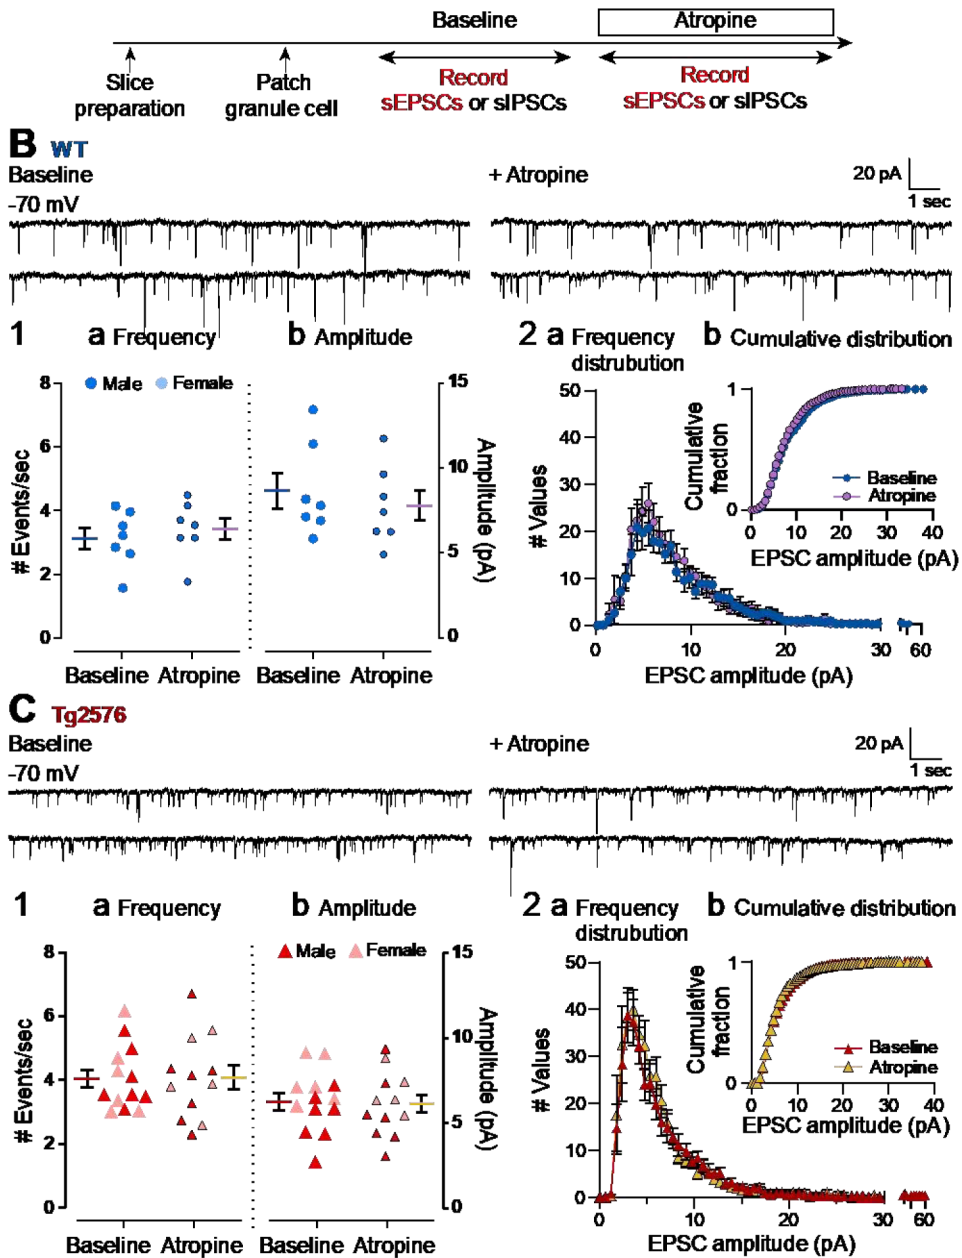 Baseline
Atropine
Slice
preparation
Patch
granule cell
Record
sEPSCs or sIPSCs
Record
sEPSCs or sIPSCs
B WT
Baseline
-70 mV
+ Atropine
20 pA
1 sec
1
a Frequency
b Amplitude
Male
Female
8
6
4
2
0
# Events/sec
15
10
5
0
Amplitude (pA)
Baseline
Atropine
Baseline
Atropine
2 a Frequency
distrubution
b Cumulative distribution
50
40
30
20
10
0
# Values
0
10
20
30
60
EPSC amplitude (pA)
1
0
Cumulative
fraction
Baseline
Atropine
0
10
20
30
40
EPSC amplitude (pA)
C Tg2576
Baseline
-70 mV
+ Atropine
20 pA
1 sec
1
a Frequency
b Amplitude
Male
Female
8
6
4
2
0
# Events/sec
15
10
5
0
Amplitude (pA)
Baseline
Atropine
Baseline
Atropine
2 a Frequency
distrubution
b Cumulative distribution
50
40
30
20
10
0
# Values
0
10
20
30
60
EPSC amplitude (pA)
1
0
Cumulative
fraction
Baseline
Atropine
0
10
20
30
40
EPSC amplitude (pA)